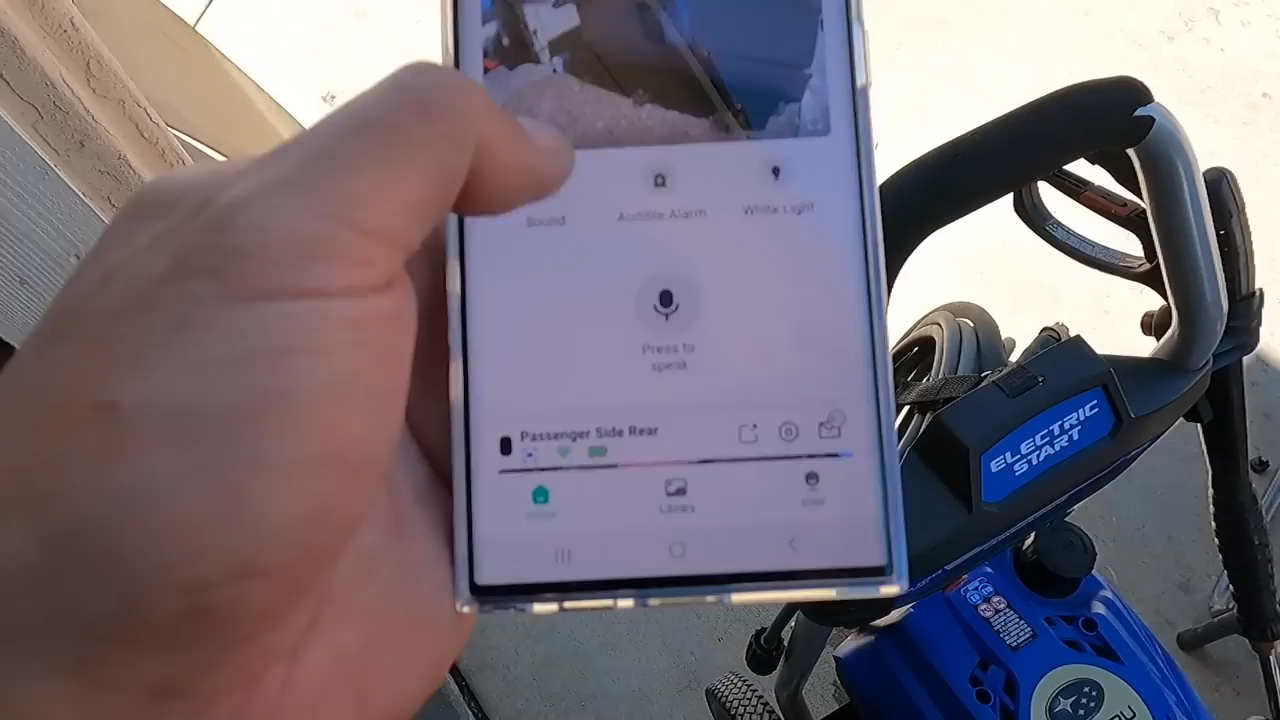 Sound
Audible Alarm
White Light
Press to
speak
Passenger Side Rear
Library
ELECTRIC
START